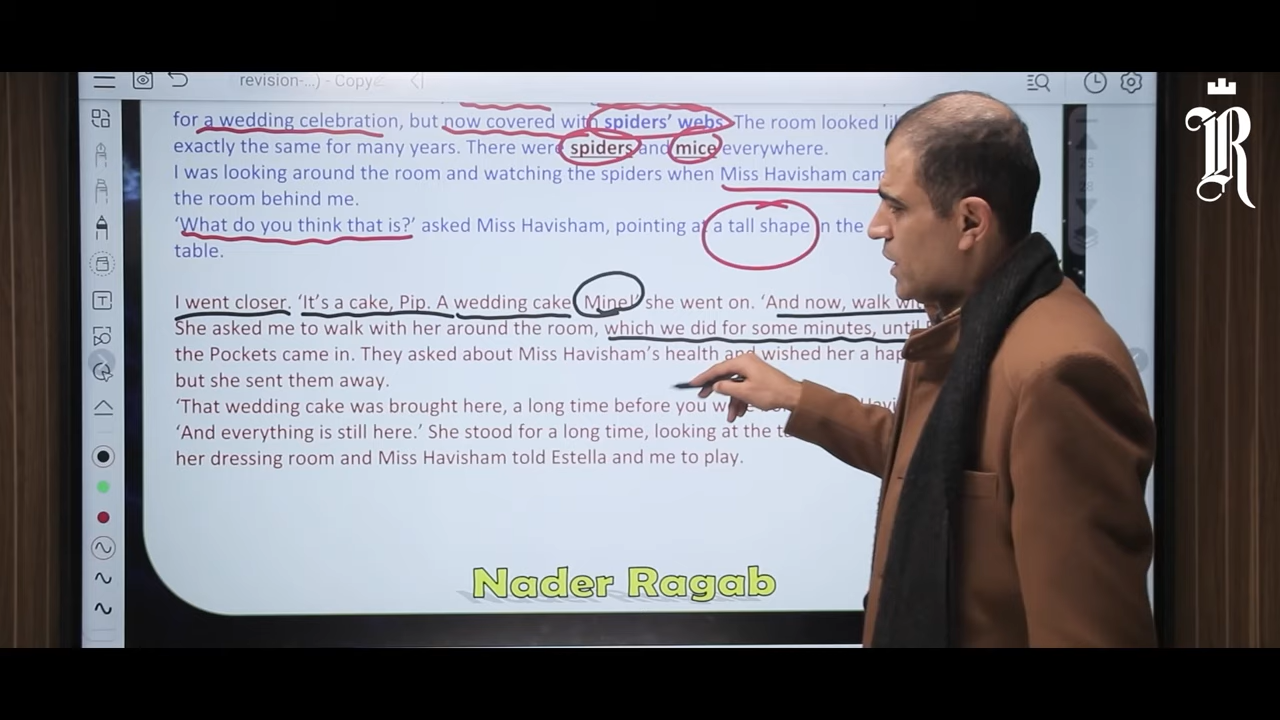 revision-...) - Copy
for a wedding celebration, but now covered with spiders' webs. The room looked
exactly the same for many years. There were spiders and mice everywhere.
I was looking around the room and watching the spiders when Miss Havisham
the room behind me.
'What do you think that is?' asked Miss Havisham, pointing at a tall shape in the
table.
I went closer. 'It's a cake, Pip. A wedding cake. Mine!' she went on. 'And now, walk
She asked me to walk with her around the room, which we did for some minutes, until
the Pockets came in. They asked about Miss Havisham's health and wished her a
but she sent them away.
'That wedding cake was brought here, a long time before you
'And everything is still here.' She stood for a long time, looking at the
her dressing room and Miss Havisham told Estella and me to play.
Nader Ragab
R